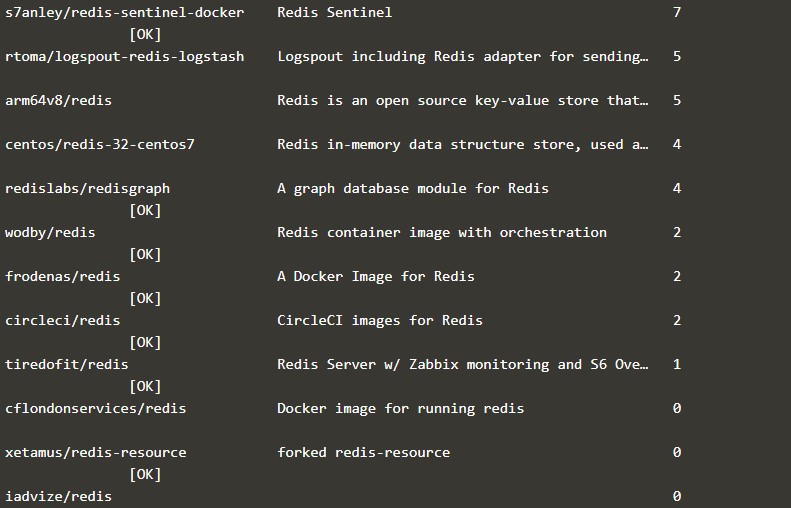 s7anley/redis-sentinel-docker Redis Sentinel 7
[OK]
rtoma/logspout-redis-logstash Logspout including Redis adapter for sending… 5
arm64v8/redis Redis is an open source key-value store that… 5
centos/redis-32-centos7 Redis in-memory data structure store, used a… 4
redislabs/redisgraph A graph database module for Redis 4
[OK]
wodby/redis Redis container image with orchestration 2
[OK]
frodenas/redis A Docker Image for Redis 2
[OK]
circleci/redis CircleCI images for Redis 2
[OK]
tiredofit/redis Redis Server w/ Zabbix monitoring and S6 Ove… 1
[OK]
cflondonservices/redis Docker image for running redis 0
xetamus/redis-resource forked redis-resource 0
[OK]
iadvize/redis 0